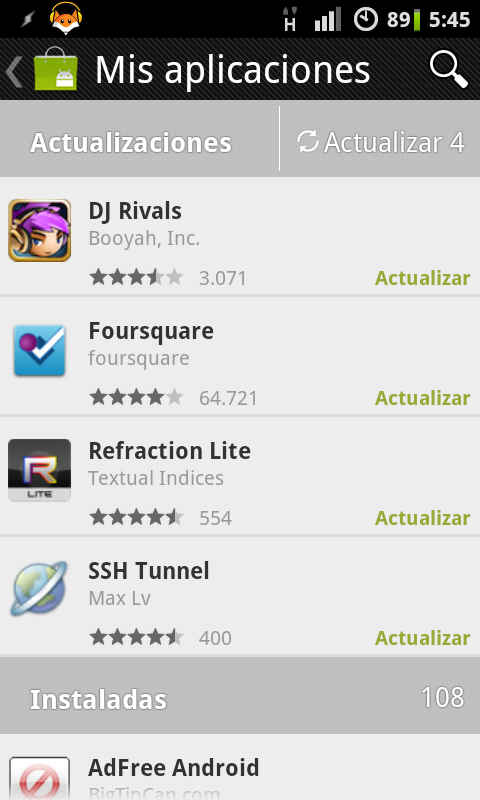 H 89 5:45
Mis aplicaciones
Actualizaciones Actualizar 4
DJ Rivals
Booyah, Inc.
3.071 Actualizar
Foursquare
foursquare
64.721 Actualizar
Refraction Lite
Textual Indices
R
LITE
554 Actualizar
SSH Tunnel
Max Lv
400 Actualizar
Instaladas 108
AdFree Android
BigTinCan.com